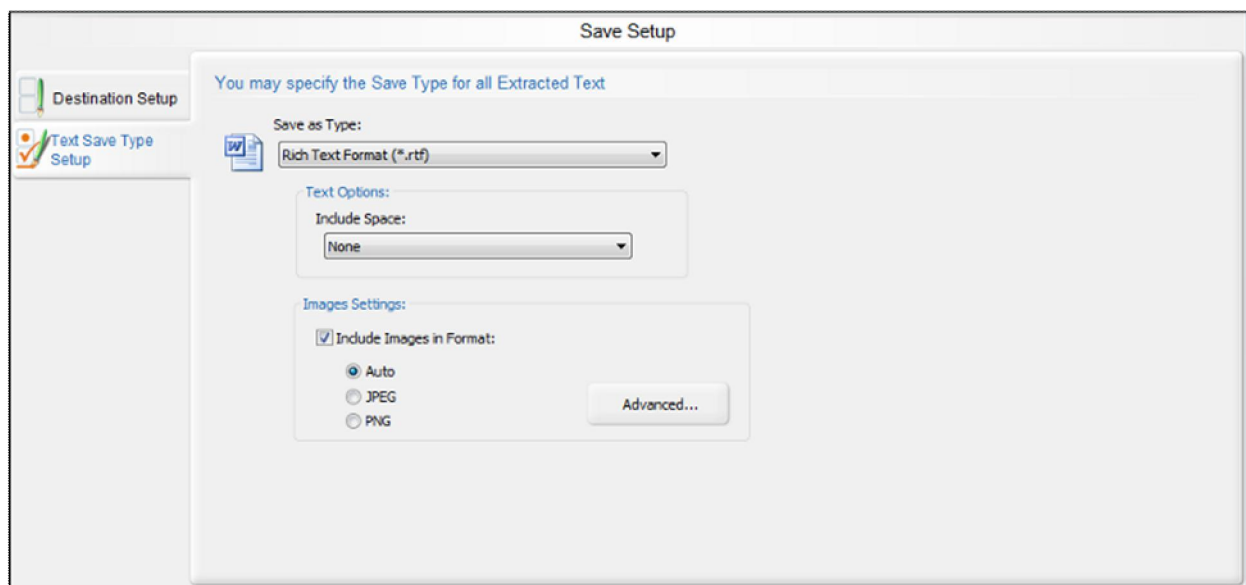 Save Setup
Destination Setup
Text Save Type
Setup
You may specify the Save Type for all Extracted Text
Save as Type:
W
Rich Text Format (*.rtf)
Text Options:
Include Space:
None
Images Settings:
Include Images in Format:
Auto
JPEG
PNG
Advanced...